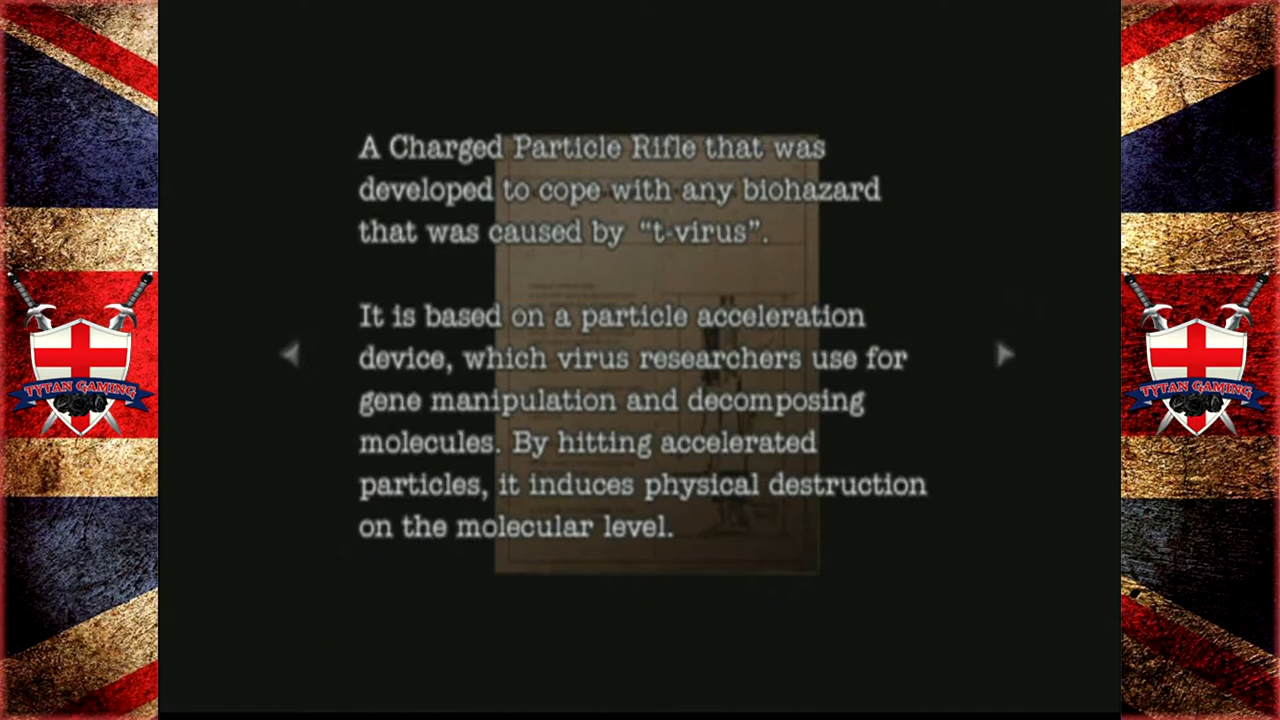 A Charged Particle Rifle that was
developed to cope with any biohazard
that was caused by “t-virus”.
It is based on a particle acceleration
device, which virus researchers use for
gene manipulation and decomposing
molecules. By hitting accelerated
particles, it induces physical destruction
on the molecular level.
TYTAN GAMING
TYTAN GAMING